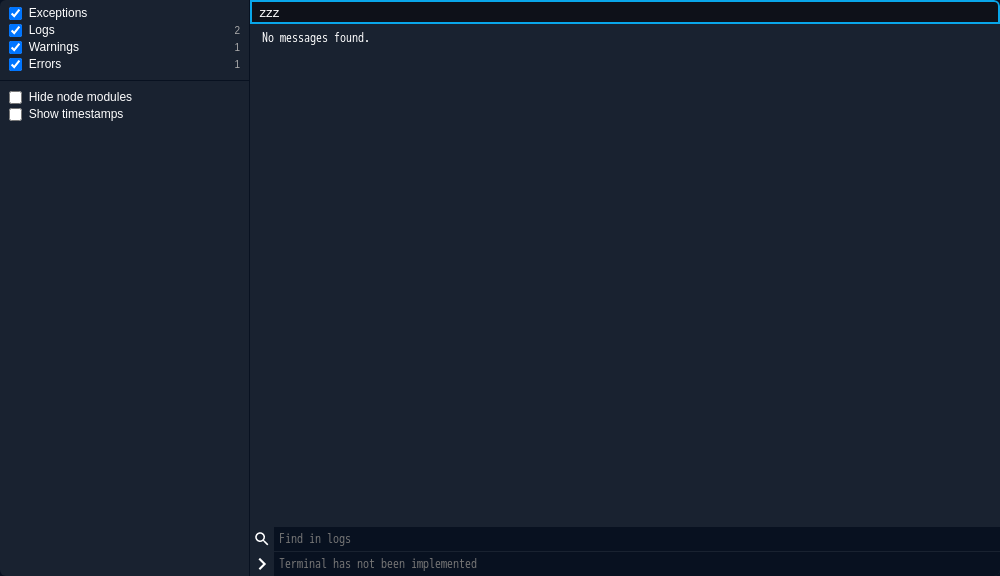 Exceptions
Logs 2
Warnings 1
Errors 1
Hide node modules
Show timestamps
zzz
No messages found.
Find in logs
Terminal has not been implemented